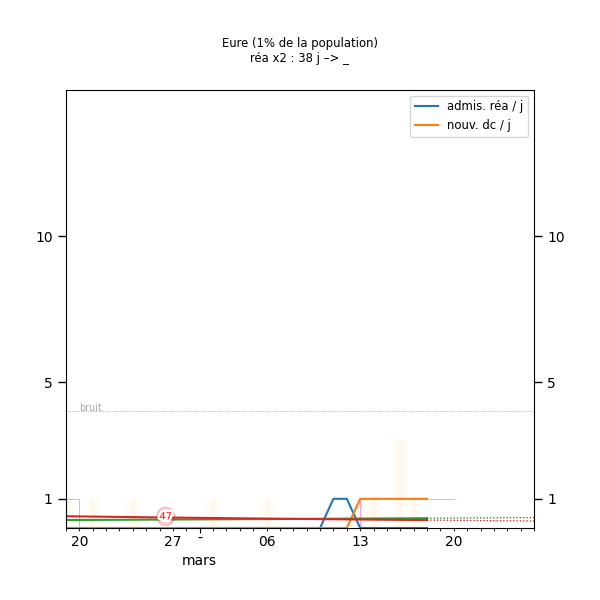 Eure (1% de la population)
réa x2 : 38 j –> _
admis. réa / j
nouv. dc / j
10 10
5 5
bruit
1 1
47
20 27 - 06 13 20
mars